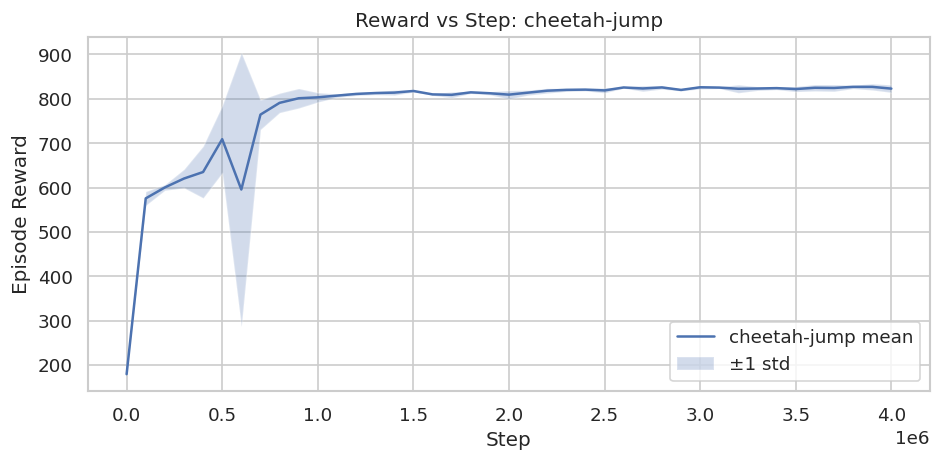 Reward vs Step: cheetah-jump
Episode Reward
900
800
700
600
500
400
300
200
cheetah-jump mean
±1 std
0.0 0.5 1.0 1.5 2.0 2.5 3.0 3.5 4.0
1e6
Step